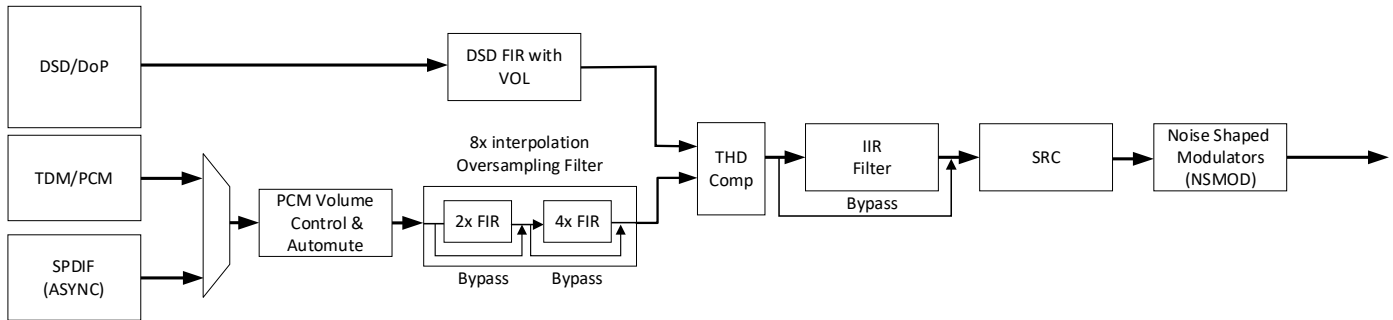 DSD/DoP
DSD FIR with
VOL
8x interpolation
Oversampling Filter
TDM/PCM
SPDIF
(ASYNC)
PCM Volume
Control &
Automute
2x FIR
4x FIR
Bypass
Bypass
THD
Comp
IIR
Filter
Bypass
SRC
Noise Shaped
Modulators
(NSMOD)